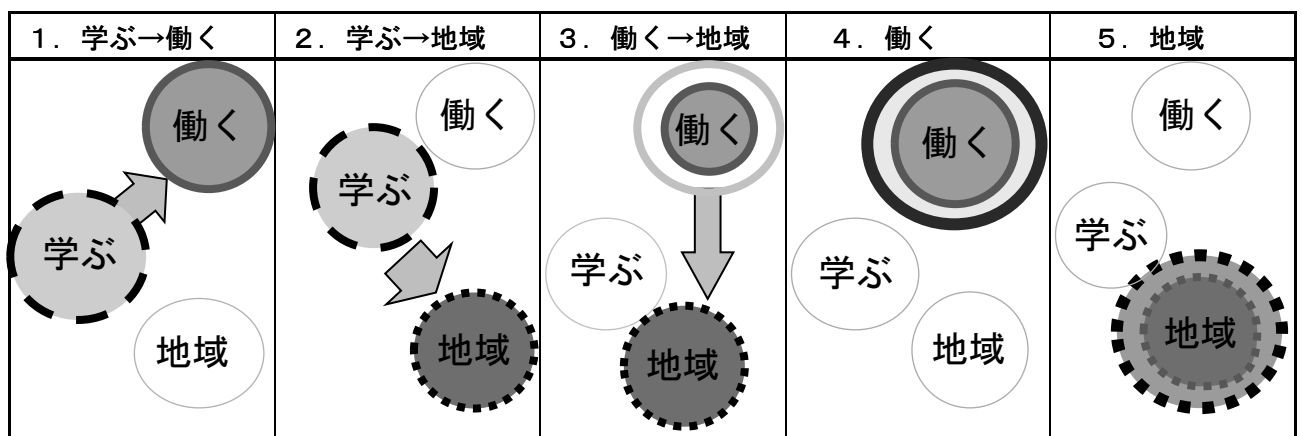 １．学ぶ→働く
２．学ぶ→地域
３．働く→地域
４．働く
５．地域
働く
学ぶ
地域
働く
学ぶ
地域
働く
学ぶ
地域
働く
学ぶ
地域
働く
学ぶ
地域